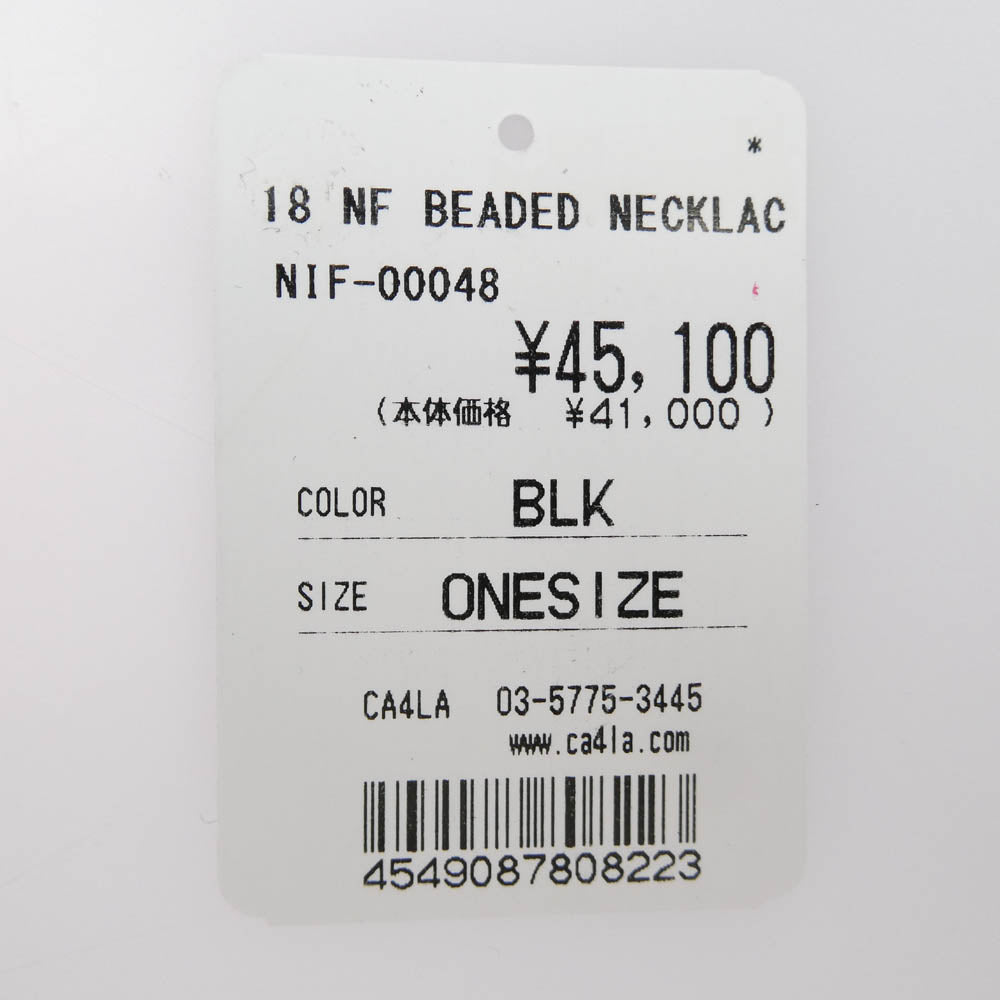 *
18 NF BEADED NECKLAC
NIF-00048
¥45,100
(本体価格 ¥41,000)
COLOR BLK
SIZE ONESIZE
CA4LA 03-5775-3445
www.ca4la.com
4549087808223